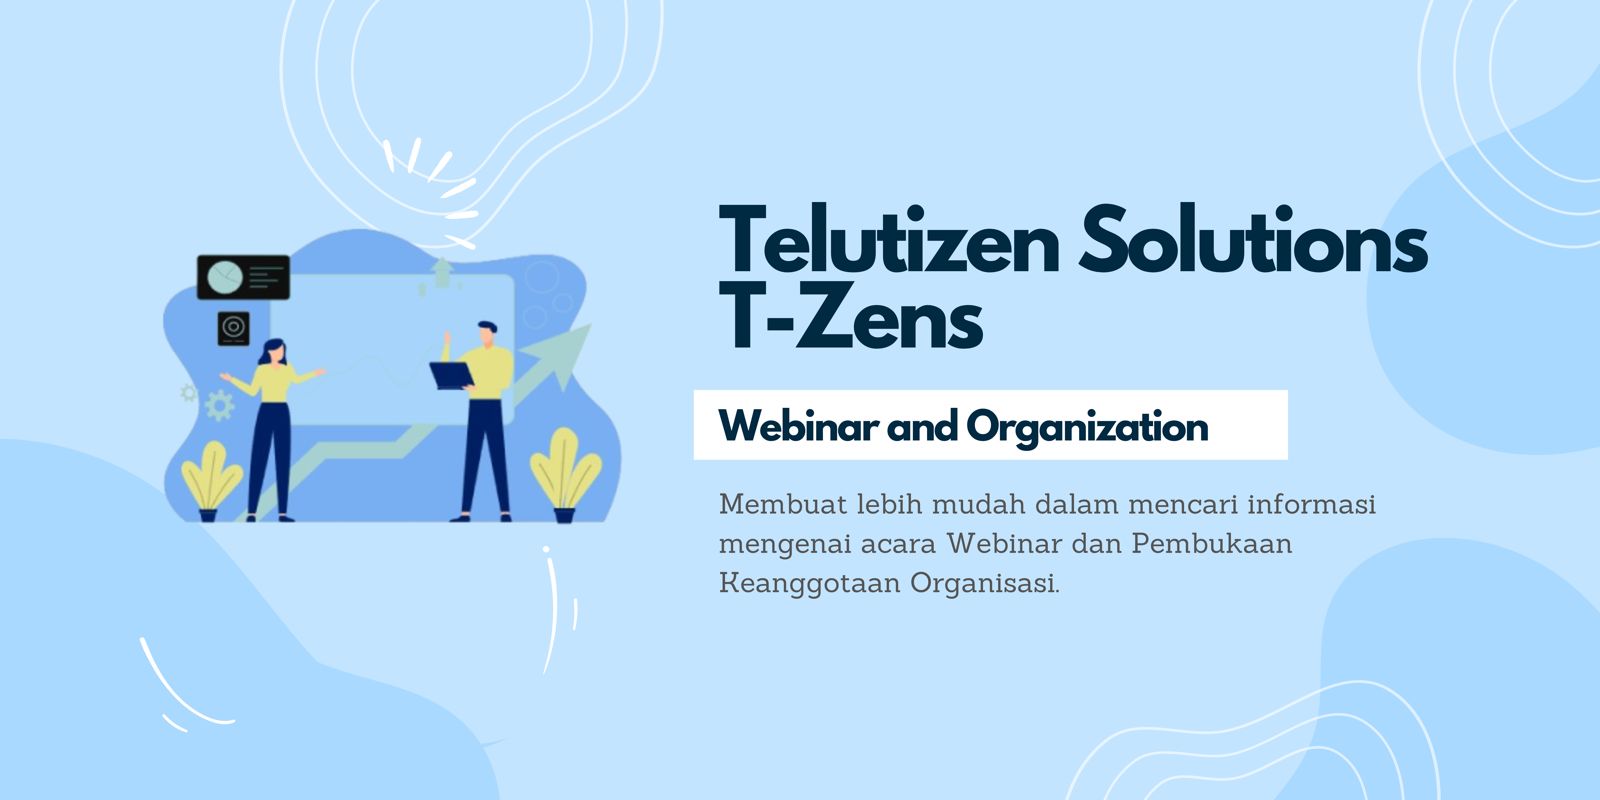 Telutizen Solutions
T-Zens
Webinar and Organization
Membuat lebih mudah dalam mencari informasi
mengenai acara Webinar dan Pembukaan
Keanggotaan Organisasi.